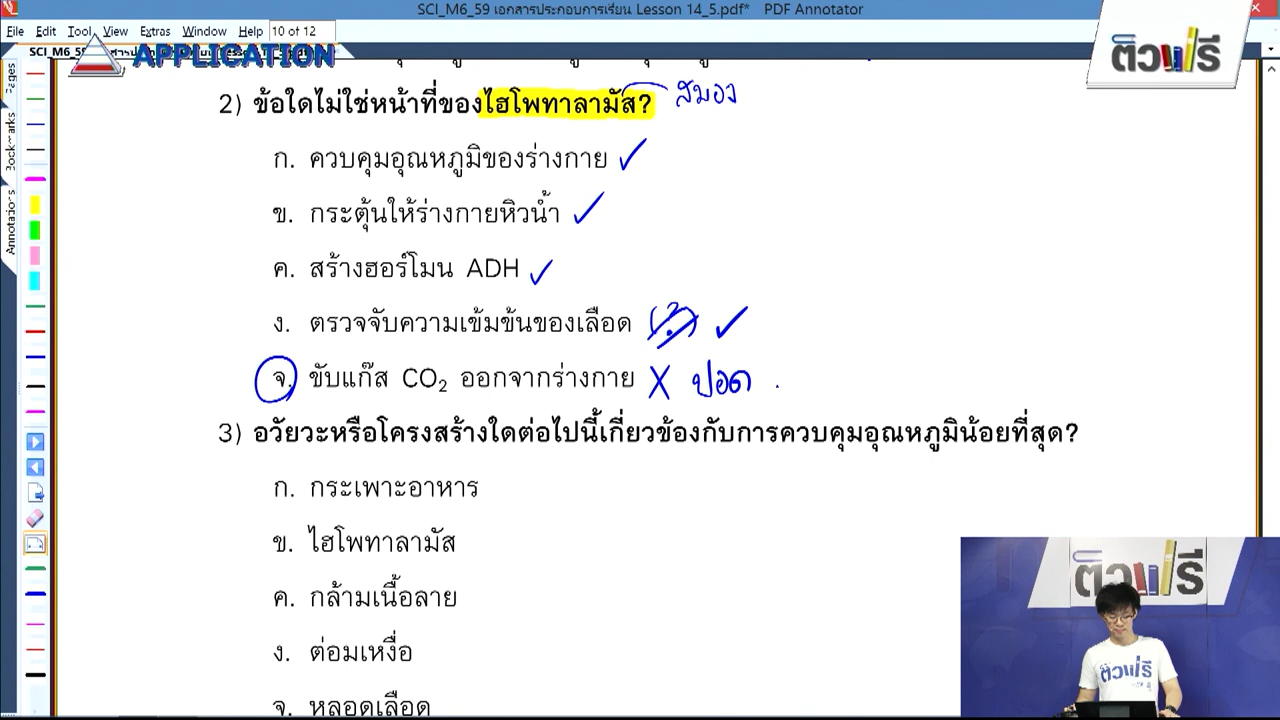 SCI_M6_59 เอกสารประกอบการเรียน Lesson 14_5.pdf* PDF Annotator
File Edit Tool View Extras Window Help 10 of 12
APPLICATION
ติวฟรี
Pages
Bookmarks
Annotations
2) ข้อใดไม่ใช่หน้าที่ของไฮโพทาลามัส? สมอง
ก. ควบคุมอุณหภูมิของร่างกาย ✓
ข. กระตุ้นให้ร่างกายหิวน้ำ ✓
ค. สร้างฮอร์โมน ADH ✓
ง. ตรวจจับความเข้มข้นของเลือด (?) ✓
จ. ขับแก๊ส CO₂ ออกจากร่างกาย X ปอด
3) อวัยวะหรือโครงสร้างใดต่อไปนี้เกี่ยวข้องกับการควบคุมอุณหภูมิน้อยที่สุด?
ก. กระเพาะอาหาร
ข. ไฮโพทาลามัส
ค. กล้ามเนื้อลาย
ง. ต่อมเหงื่อ
จ. หลอดเลือด
ติวฟรี
ติวฟรี